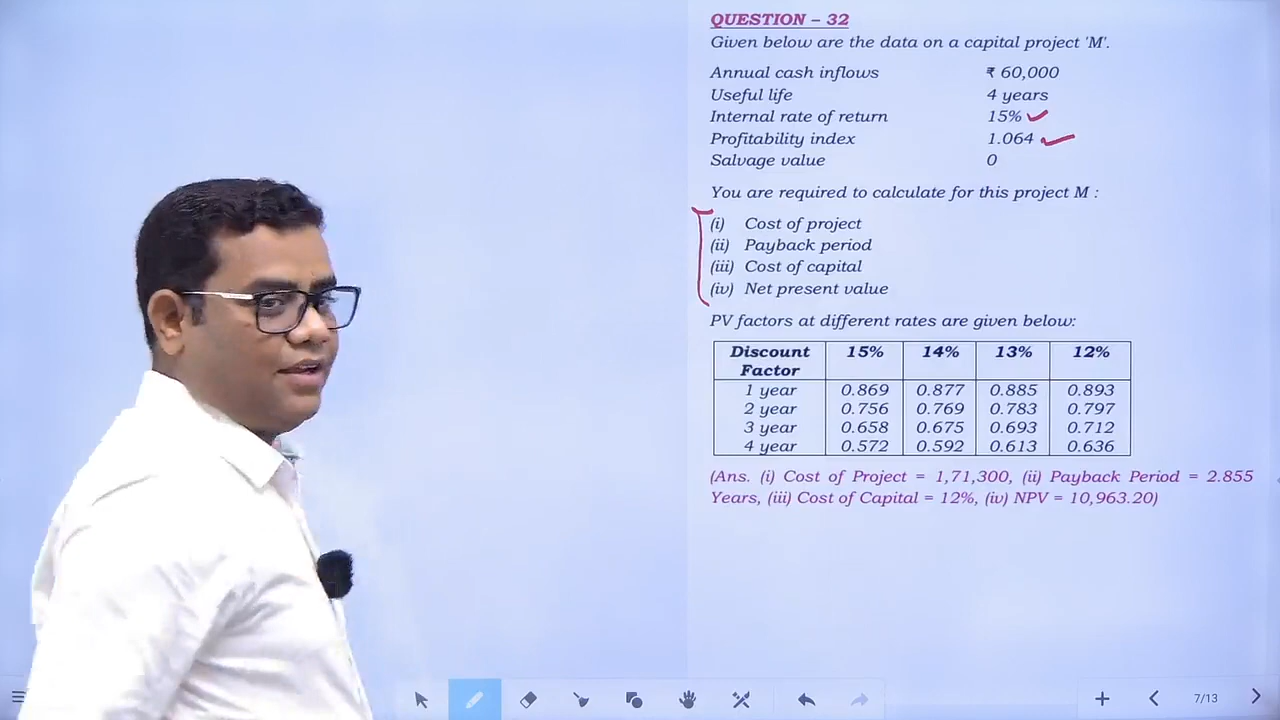 QUESTION – 32
Given below are the data on a capital project 'M'.
Annual cash inflows ₹ 60,000
Useful life 4 years
Internal rate of return 15%
Profitability index 1.064
Salvage value 0
You are required to calculate for this project M :
(i) Cost of project
(ii) Payback period
(iii) Cost of capital
(iv) Net present value
PV factors at different rates are given below:
Discount Factor 15% 14% 13% 12%
1 year 0.869 0.877 0.885 0.893
2 year 0.756 0.769 0.783 0.797
3 year 0.658 0.675 0.693 0.712
4 year 0.572 0.592 0.613 0.636
(Ans. (i) Cost of Project = 1,71,300, (ii) Payback Period = 2.855
Years, (iii) Cost of Capital = 12%, (iv) NPV = 10,963.20)
7/13